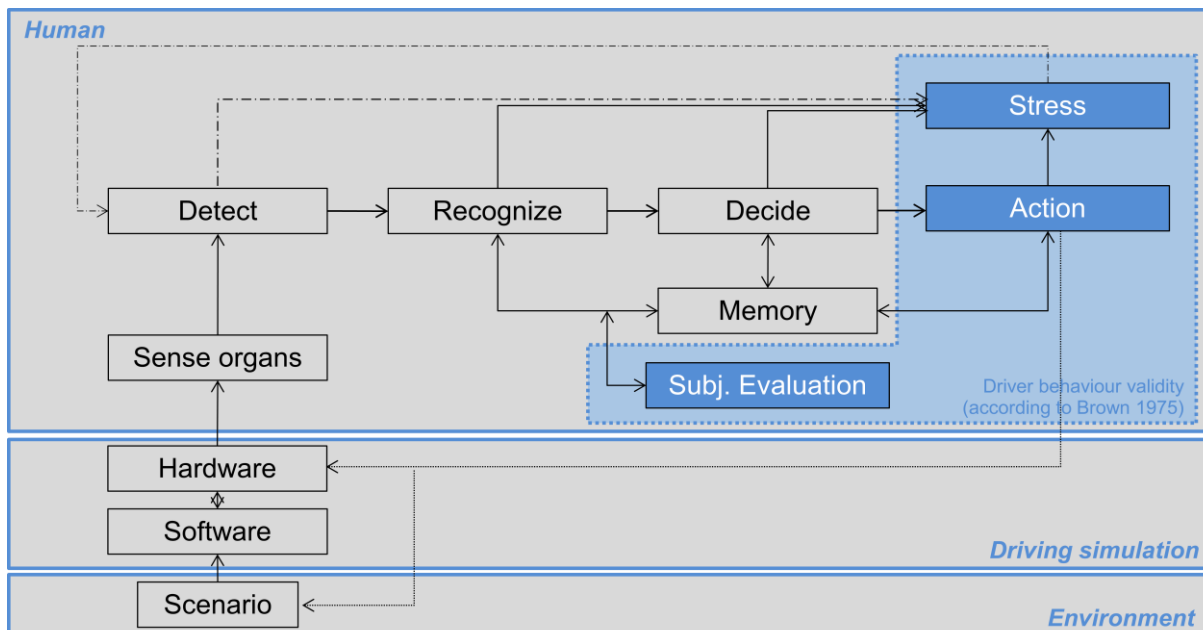 Human
Stress
Detect
Recognize
Decide
Action
Memory
Sense organs
Subj. Evaluation
Driver behaviour validity
(according to Brown 1975)
Hardware
Software
Driving simulation
Scenario
Environment